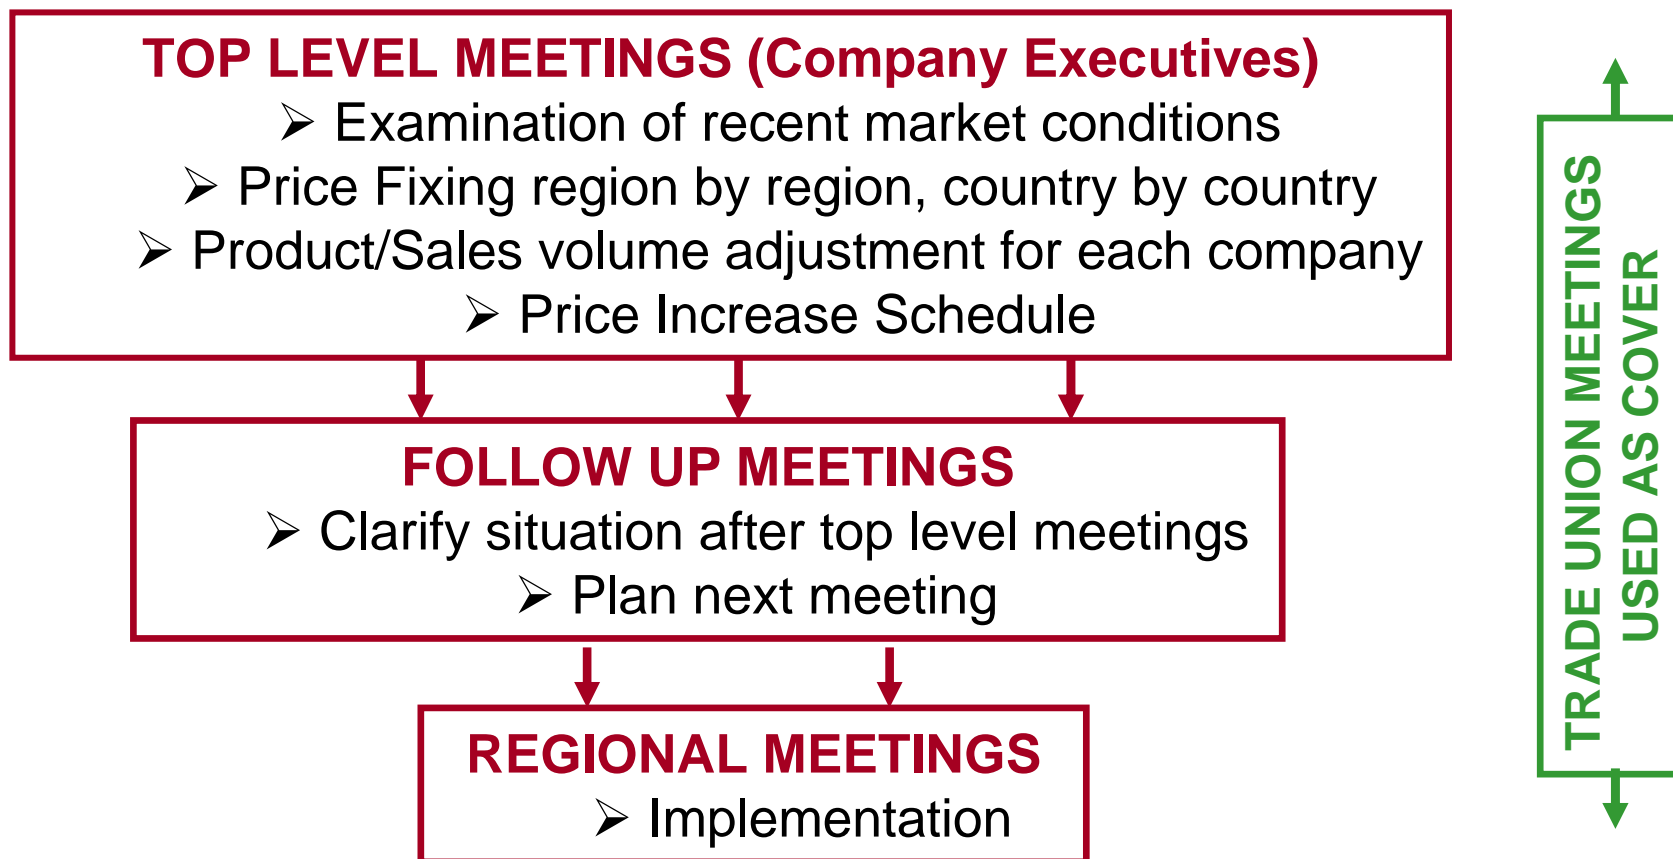 TOP LEVEL MEETINGS (Company Executives)
➢ Examination of recent market conditions
➢ Price Fixing region by region, country by country
➢ Product/Sales volume adjustment for each company
➢ Price Increase Schedule
FOLLOW UP MEETINGS
➢ Clarify situation after top level meetings
➢ Plan next meeting
REGIONAL MEETINGS
➢ Implementation
TRADE UNION MEETINGS
USED AS COVER